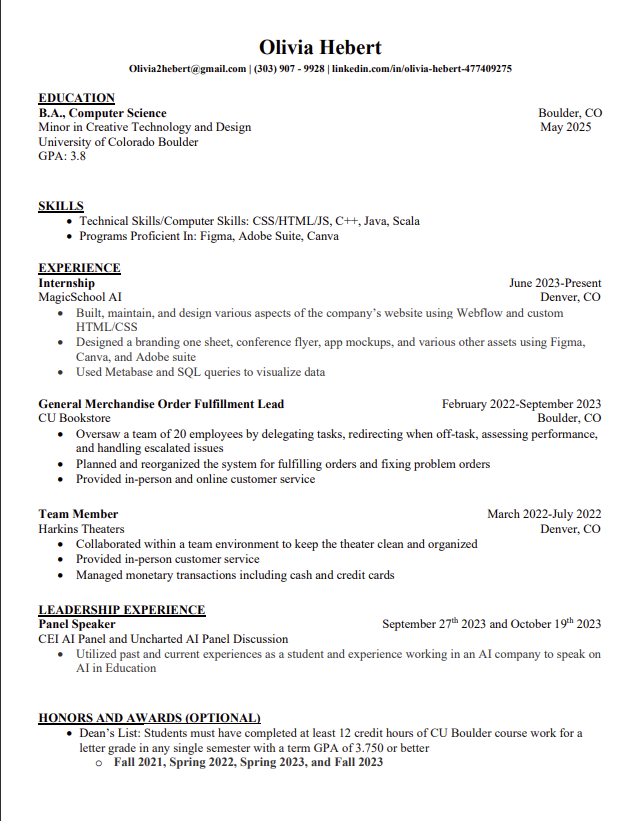 Olivia Hebert
Olivia2hebert@gmail.com | (303) 907 - 9928 | linkedin.com/in/olivia-hebert-477409275
EDUCATION
B.A., Computer Science Boulder, CO
Minor in Creative Technology and Design May 2025
University of Colorado Boulder
GPA: 3.8
SKILLS
• Technical Skills/Computer Skills: CSS/HTML/JS, C++, Java, Scala
• Programs Proficient In: Figma, Adobe Suite, Canva
EXPERIENCE
Internship June 2023-Present
MagicSchool AI Denver, CO
• Built, maintain, and design various aspects of the company’s website using Webflow and custom
HTML/CSS
• Designed a branding one sheet, conference flyer, app mockups, and various other assets using Figma,
Canva, and Adobe suite
• Used Metabase and SQL queries to visualize data
General Merchandise Order Fulfillment Lead February 2022-September 2023
CU Bookstore Boulder, CO
• Oversaw a team of 20 employees by delegating tasks, redirecting when off-task, assessing performance,
and handling escalated issues
• Planned and reorganized the system for fulfilling orders and fixing problem orders
• Provided in-person and online customer service
Team Member March 2022-July 2022
Harkins Theaters Denver, CO
• Collaborated within a team environment to keep the theater clean and organized
• Provided in-person customer service
• Managed monetary transactions including cash and credit cards
LEADERSHIP EXPERIENCE
Panel Speaker September 27th 2023 and October 19th 2023
CEI AI Panel and Uncharted AI Panel Discussion
• Utilized past and current experiences as a student and experience working in an AI company to speak on
AI in Education
HONORS AND AWARDS (OPTIONAL)
• Dean’s List: Students must have completed at least 12 credit hours of CU Boulder course work for a
letter grade in any single semester with a term GPA of 3.750 or better
o Fall 2021, Spring 2022, Spring 2023, and Fall 2023